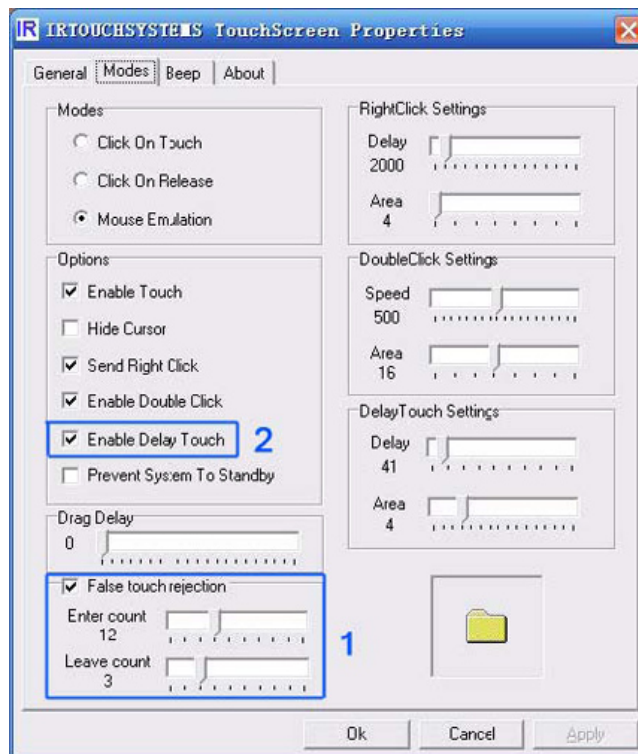 IR IRTOUCHSYSTEMS TouchScreen Properties
General Modes Beep About
Modes
Click On Touch
Click On Release
Mouse Emulation
Options
Enable Touch
Hide Cursor
Send Right Click
Enable Double Click
Enable Delay Touch
2
Prevent System To Standby
Drag Delay
0
False touch rejection
Enter count
12
Leave count
3
1
RightClick Settings
Delay
2000
Area
4
DoubleClick Settings
Speed
500
Area
16
DelayTouch Settings
Delay
41
Area
4
Ok Cancel Apply